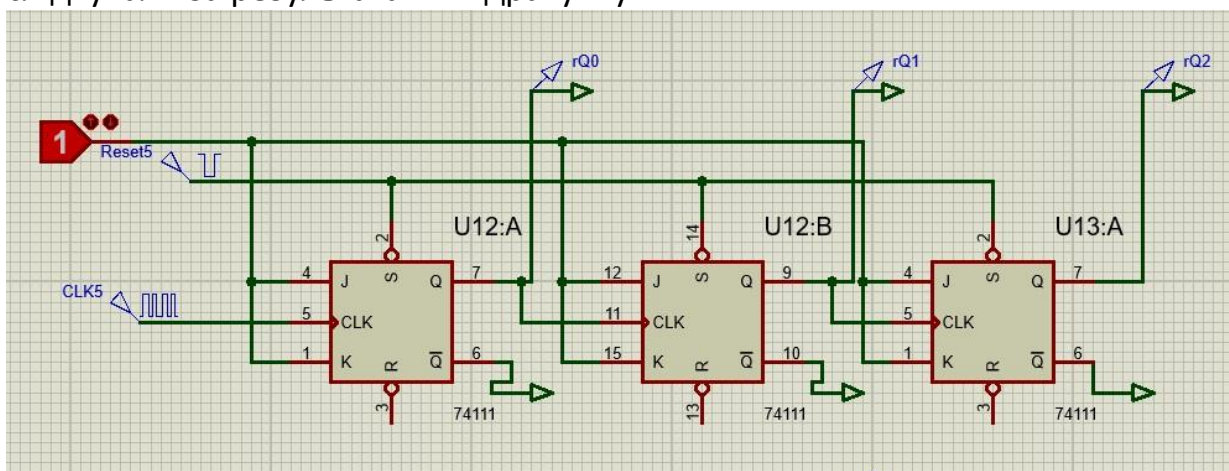 rQ0
rQ1
rQ2
1
Reset5
U12:A
U12:B
U13:A
2
14
2
4
J
S
Q
7
12
J
S
Q
9
4
J
S
Q
7
CLK5
5
CLK
11
CLK
5
CLK
1
K
R
Q
6
15
K
R
Q
10
1
K
R
Q
6
3
74111
13
74111
3
74111